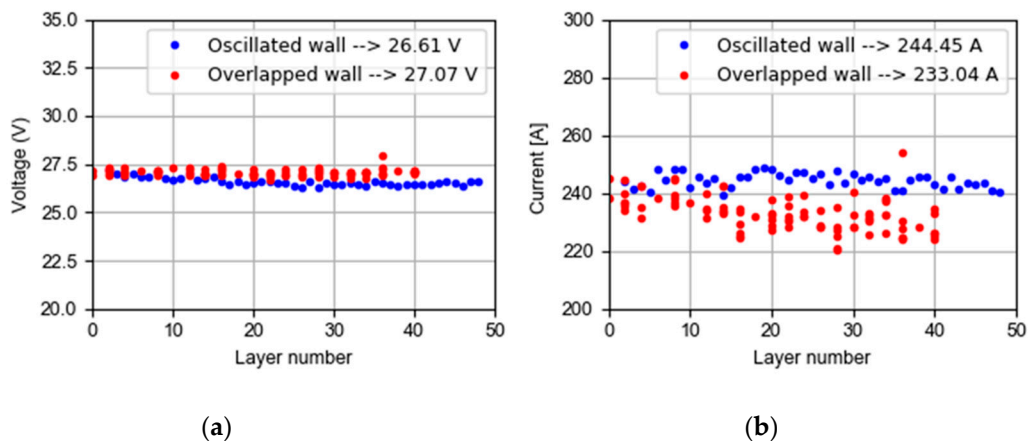 35.0
32.5
30.0
27.5
25.0
22.5
20.0
Voltage (V)
Oscillated wall --> 26.61 V
Overlapped wall --> 27.07 V
0 10 20 30 40 50
Layer number
(a)
300
280
260
240
220
200
Current [A]
Oscillated wall --> 244.45 A
Overlapped wall --> 233.04 A
0 10 20 30 40 50
Layer number
(b)